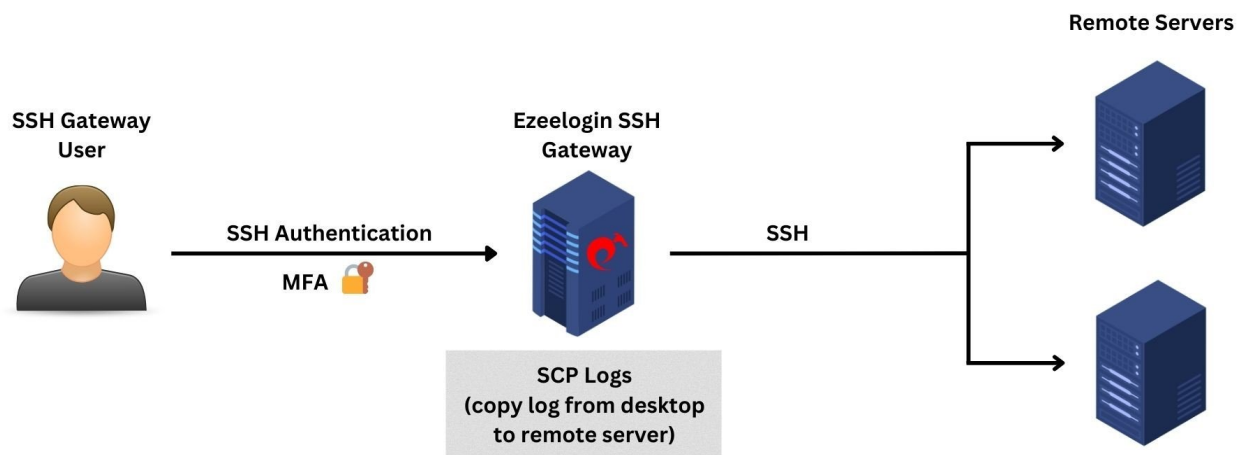 Remote Servers
SSH Gateway
User
Ezeelogin SSH
Gateway
SSH Authentication
MFA
SSH
SCP Logs
(copy log from desktop
to remote server)